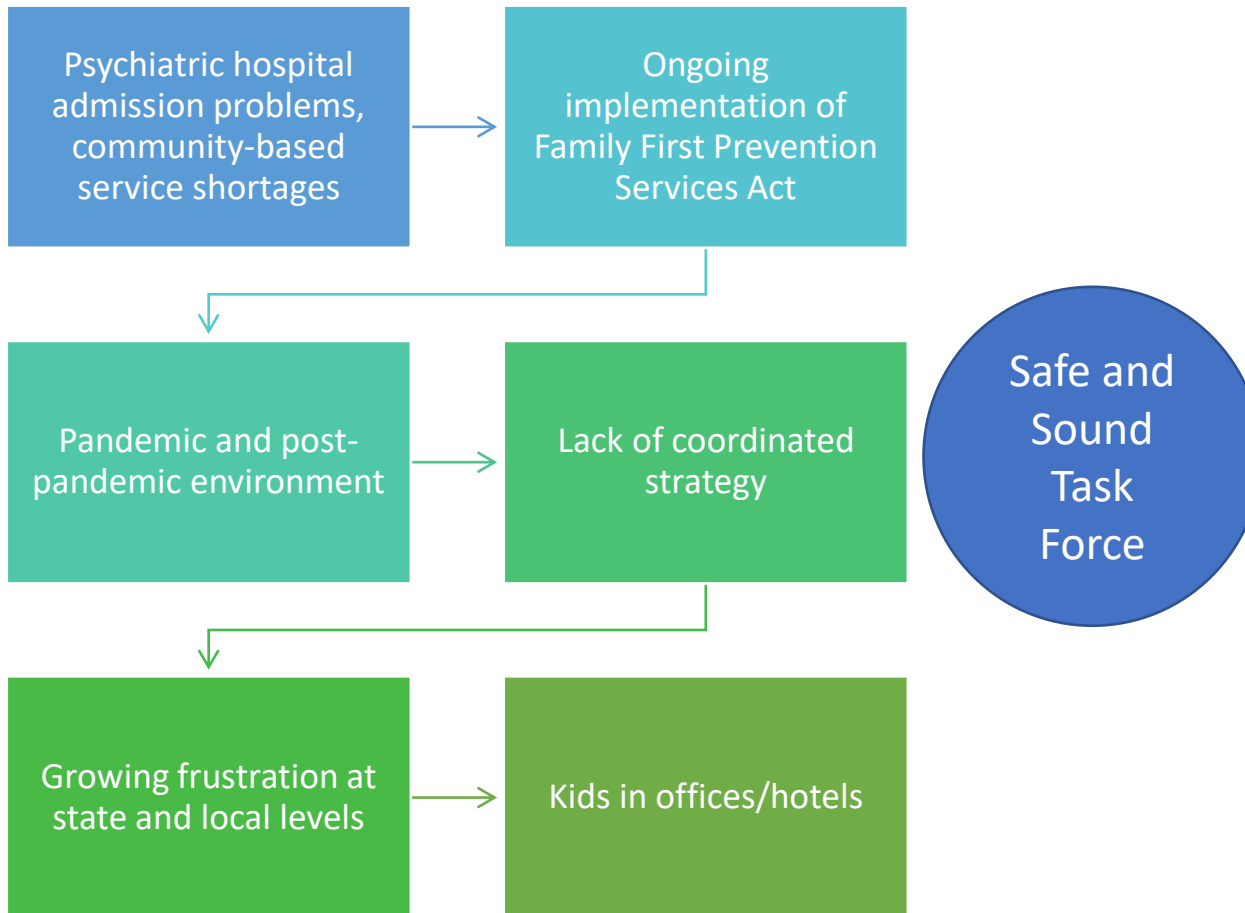 Psychiatric hospital
admission problems,
community-based
service shortages
Ongoing
implementation of
Family First Prevention
Services Act
Pandemic and post-
pandemic environment
Lack of coordinated
strategy
Growing frustration at
state and local levels
Kids in offices/hotels
Safe and
Sound
Task
Force